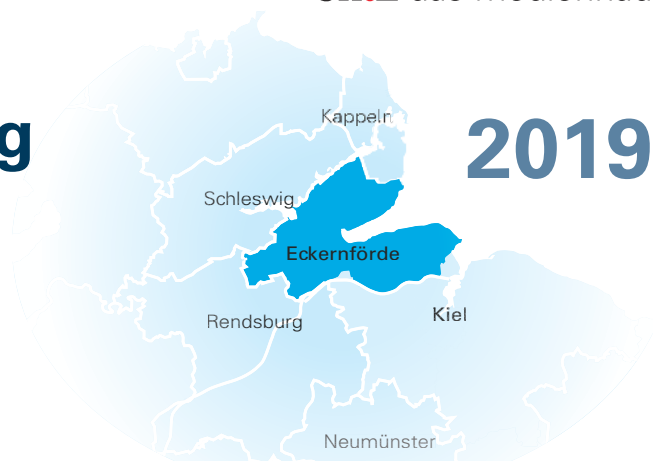 g
2019
Kappeln
Schleswig
Eckernförde
Kiel
Rendsburg
Neumünster